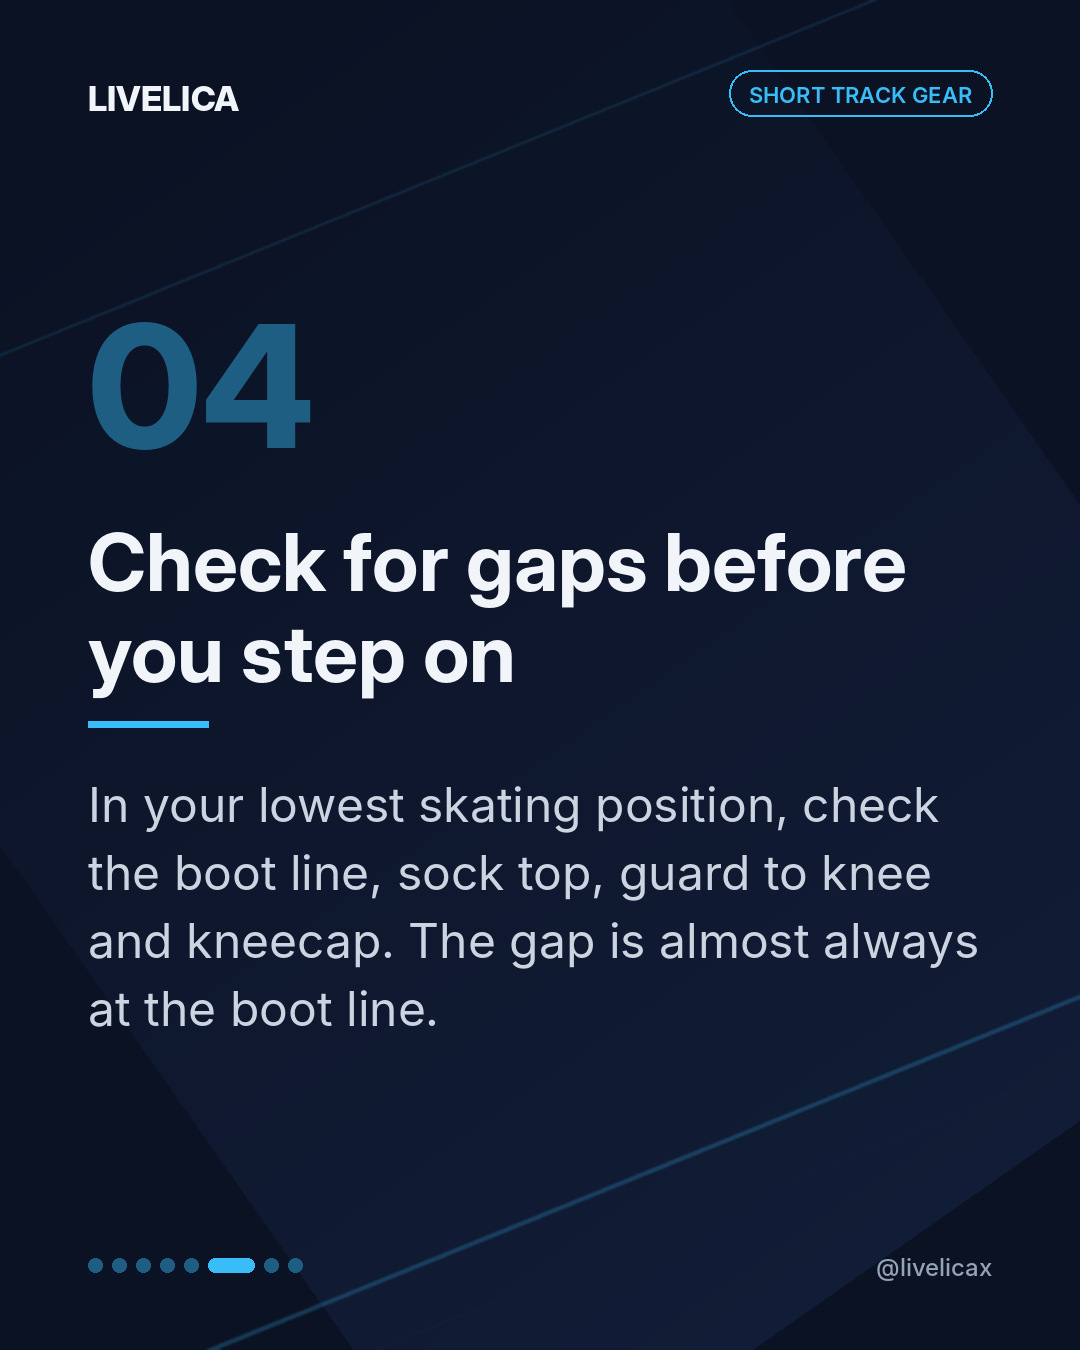 LIVELICA
SHORT TRACK GEAR
04
Check for gaps before
you step on
In your lowest skating position, check
the boot line, sock top, guard to knee
and kneecap. The gap is almost always
at the boot line.
@livelicax